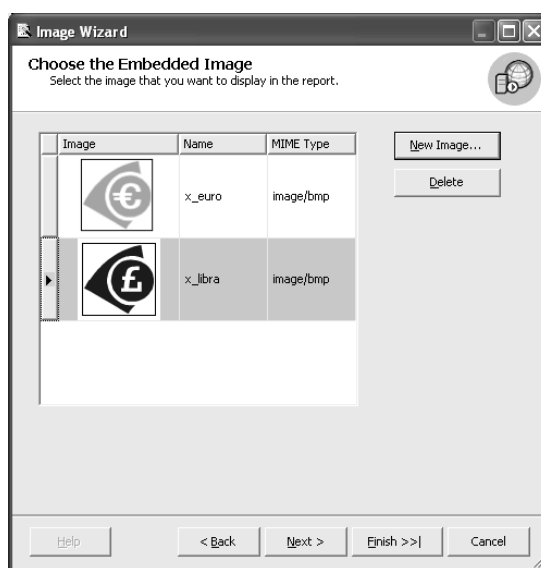 Image Wizard
Choose the Embedded Image
Select the image that you want to display in the report.
Image Name MIME Type
€ x_euro image/bmp
£ x_libra image/bmp
New Image...
Delete
Help < Back Next > Finish >>| Cancel